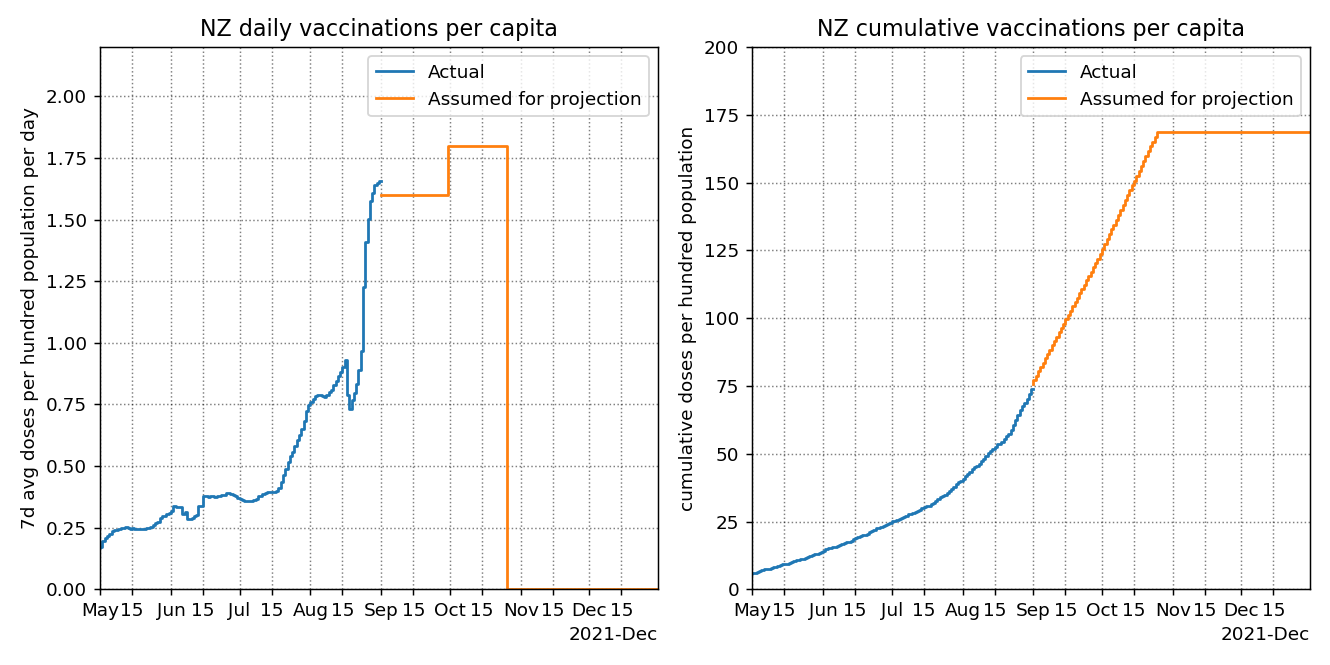 NZ daily vaccinations per capita
7d avg doses per hundred population per day
2.00
1.75
1.50
1.25
1.00
0.75
0.50
0.25
0.00
Actual
Assumed for projection
May 15 Jun 15 Jul 15 Aug 15 Sep 15 Oct 15 Nov 15 Dec 15
2021-Dec
NZ cumulative vaccinations per capita
cumulative doses per hundred population
200
175
150
125
100
75
50
25
0
Actual
Assumed for projection
May 15 Jun 15 Jul 15 Aug 15 Sep 15 Oct 15 Nov 15 Dec 15
2021-Dec